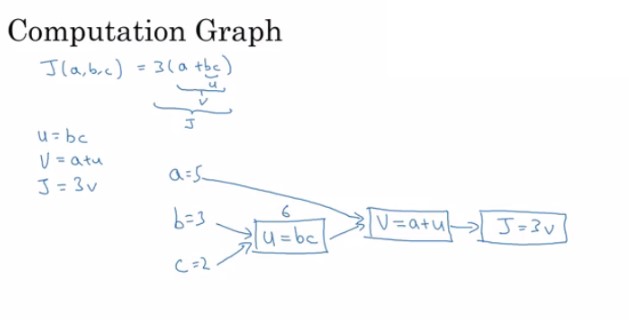 Computation Graph
J(a,b,c) = 3(a+bc)
u
v
J
u=bc
V=a+u
J=3v
a=5
b=3
6
u=bc
V=a+u
J=3v
c=2